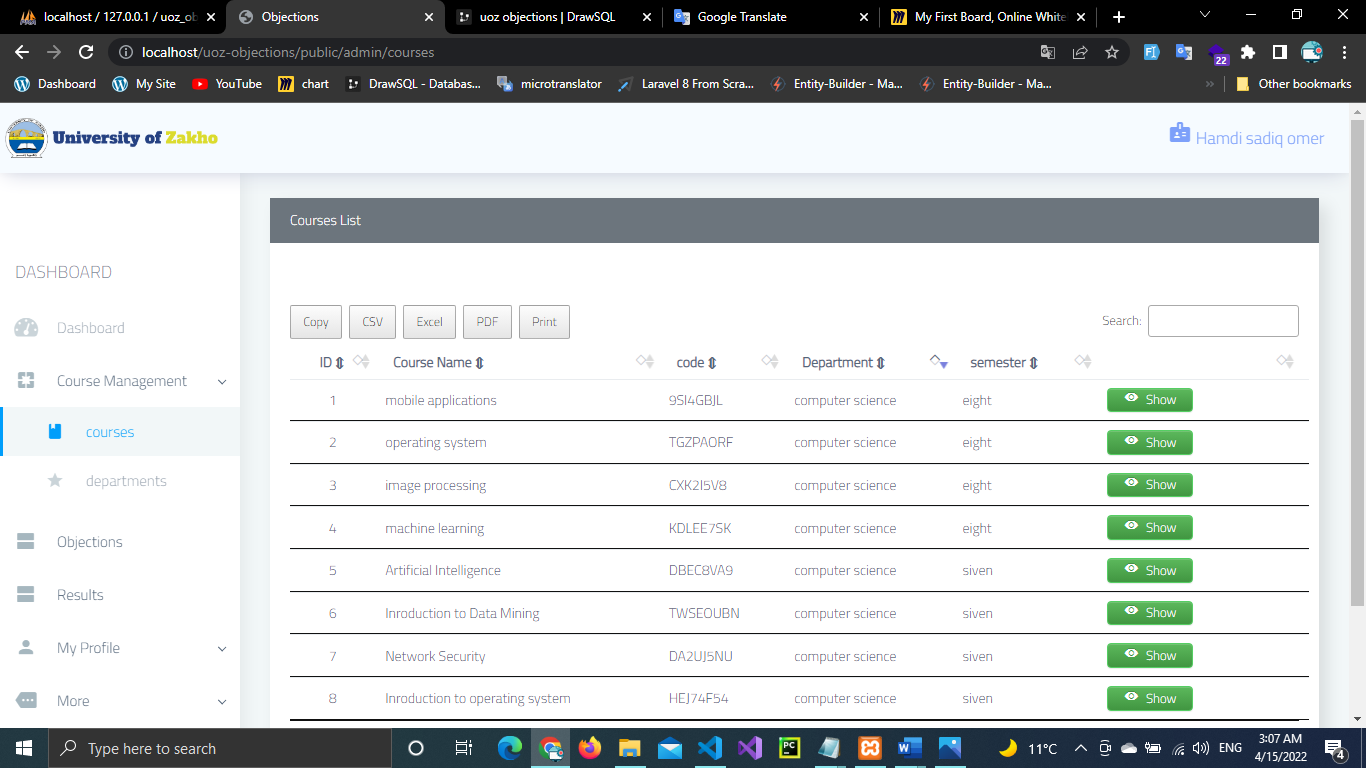 localhost / 127.0.0.1 / uoz_ob
Objections
uoz objections | DrawSQL
Google Translate
My First Board, Online White
localhost/uoz-objections/public/admin/courses
22
Dashboard
My Site
YouTube
chart
DrawSQL - Databas...
microtranslator
Laravel 8 From Scra...
Entity-Builder - Ma...
Entity-Builder - Ma...
Other bookmarks
University of Zakho
Hamdi sadiq omer
DASHBOARD
Dashboard
Course Management
courses
departments
Objections
Results
My Profile
More
Courses List
Copy CSV Excel PDF Print
Search:
ID Course Name code Department semester
1 mobile applications 9SI4GBJL computer science eight Show
2 operating system TGZPAORF computer science eight Show
3 image processing CXK2I5V8 computer science eight Show
4 machine learning KDLEE7SK computer science eight Show
5 Artificial Intelligence DBEC8VA9 computer science siven Show
6 Inroduction to Data Mining TWSEOUBN computer science siven Show
7 Network Security DA2UJ5NU computer science siven Show
8 Inroduction to operating system HEJ74F54 computer science siven Show
Type here to search
PC
11°C
ENG
3:07 AM
4/15/2022
4